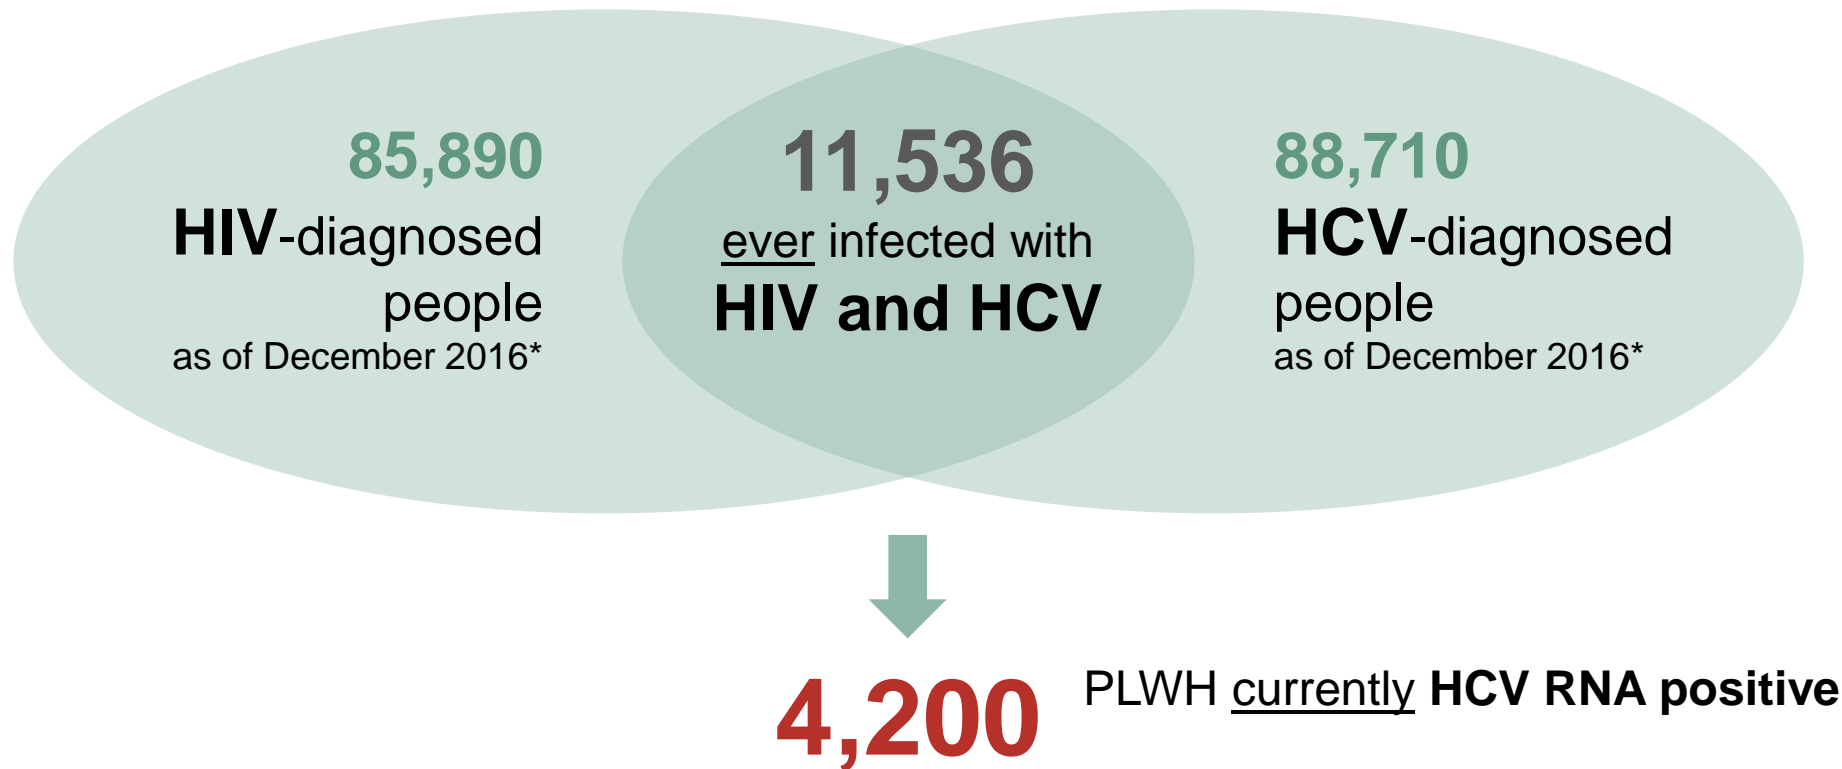 85,890
HIV-diagnosed
people
as of December 2016*
11,536
ever infected with
HIV and HCV
88,710
HCV-diagnosed
people
as of December 2016*
4,200
PLWH currently HCV RNA positive